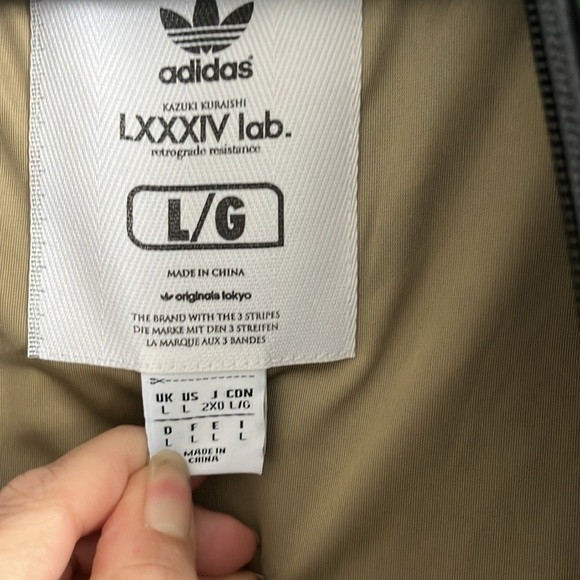 adidas
KAZUKI KURAISHI
LXXXIV lab.
retrograde resistance
L/G
MADE IN CHINA
originals tokyo
THE BRAND WITH THE 3 STRIPES
DIE MARKE MIT DEN 3 STREIFEN
LA MARQUE AUX 3 BANDES
UK US J CDN
L L 2XO L/G
D F E I
L L L L
MADE IN
CHINA